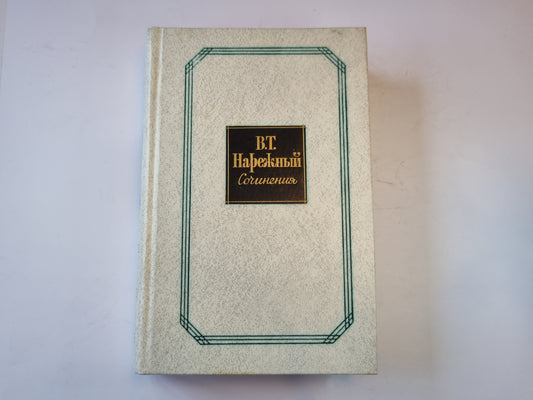 В.Т.
Нарежный
Сочинения